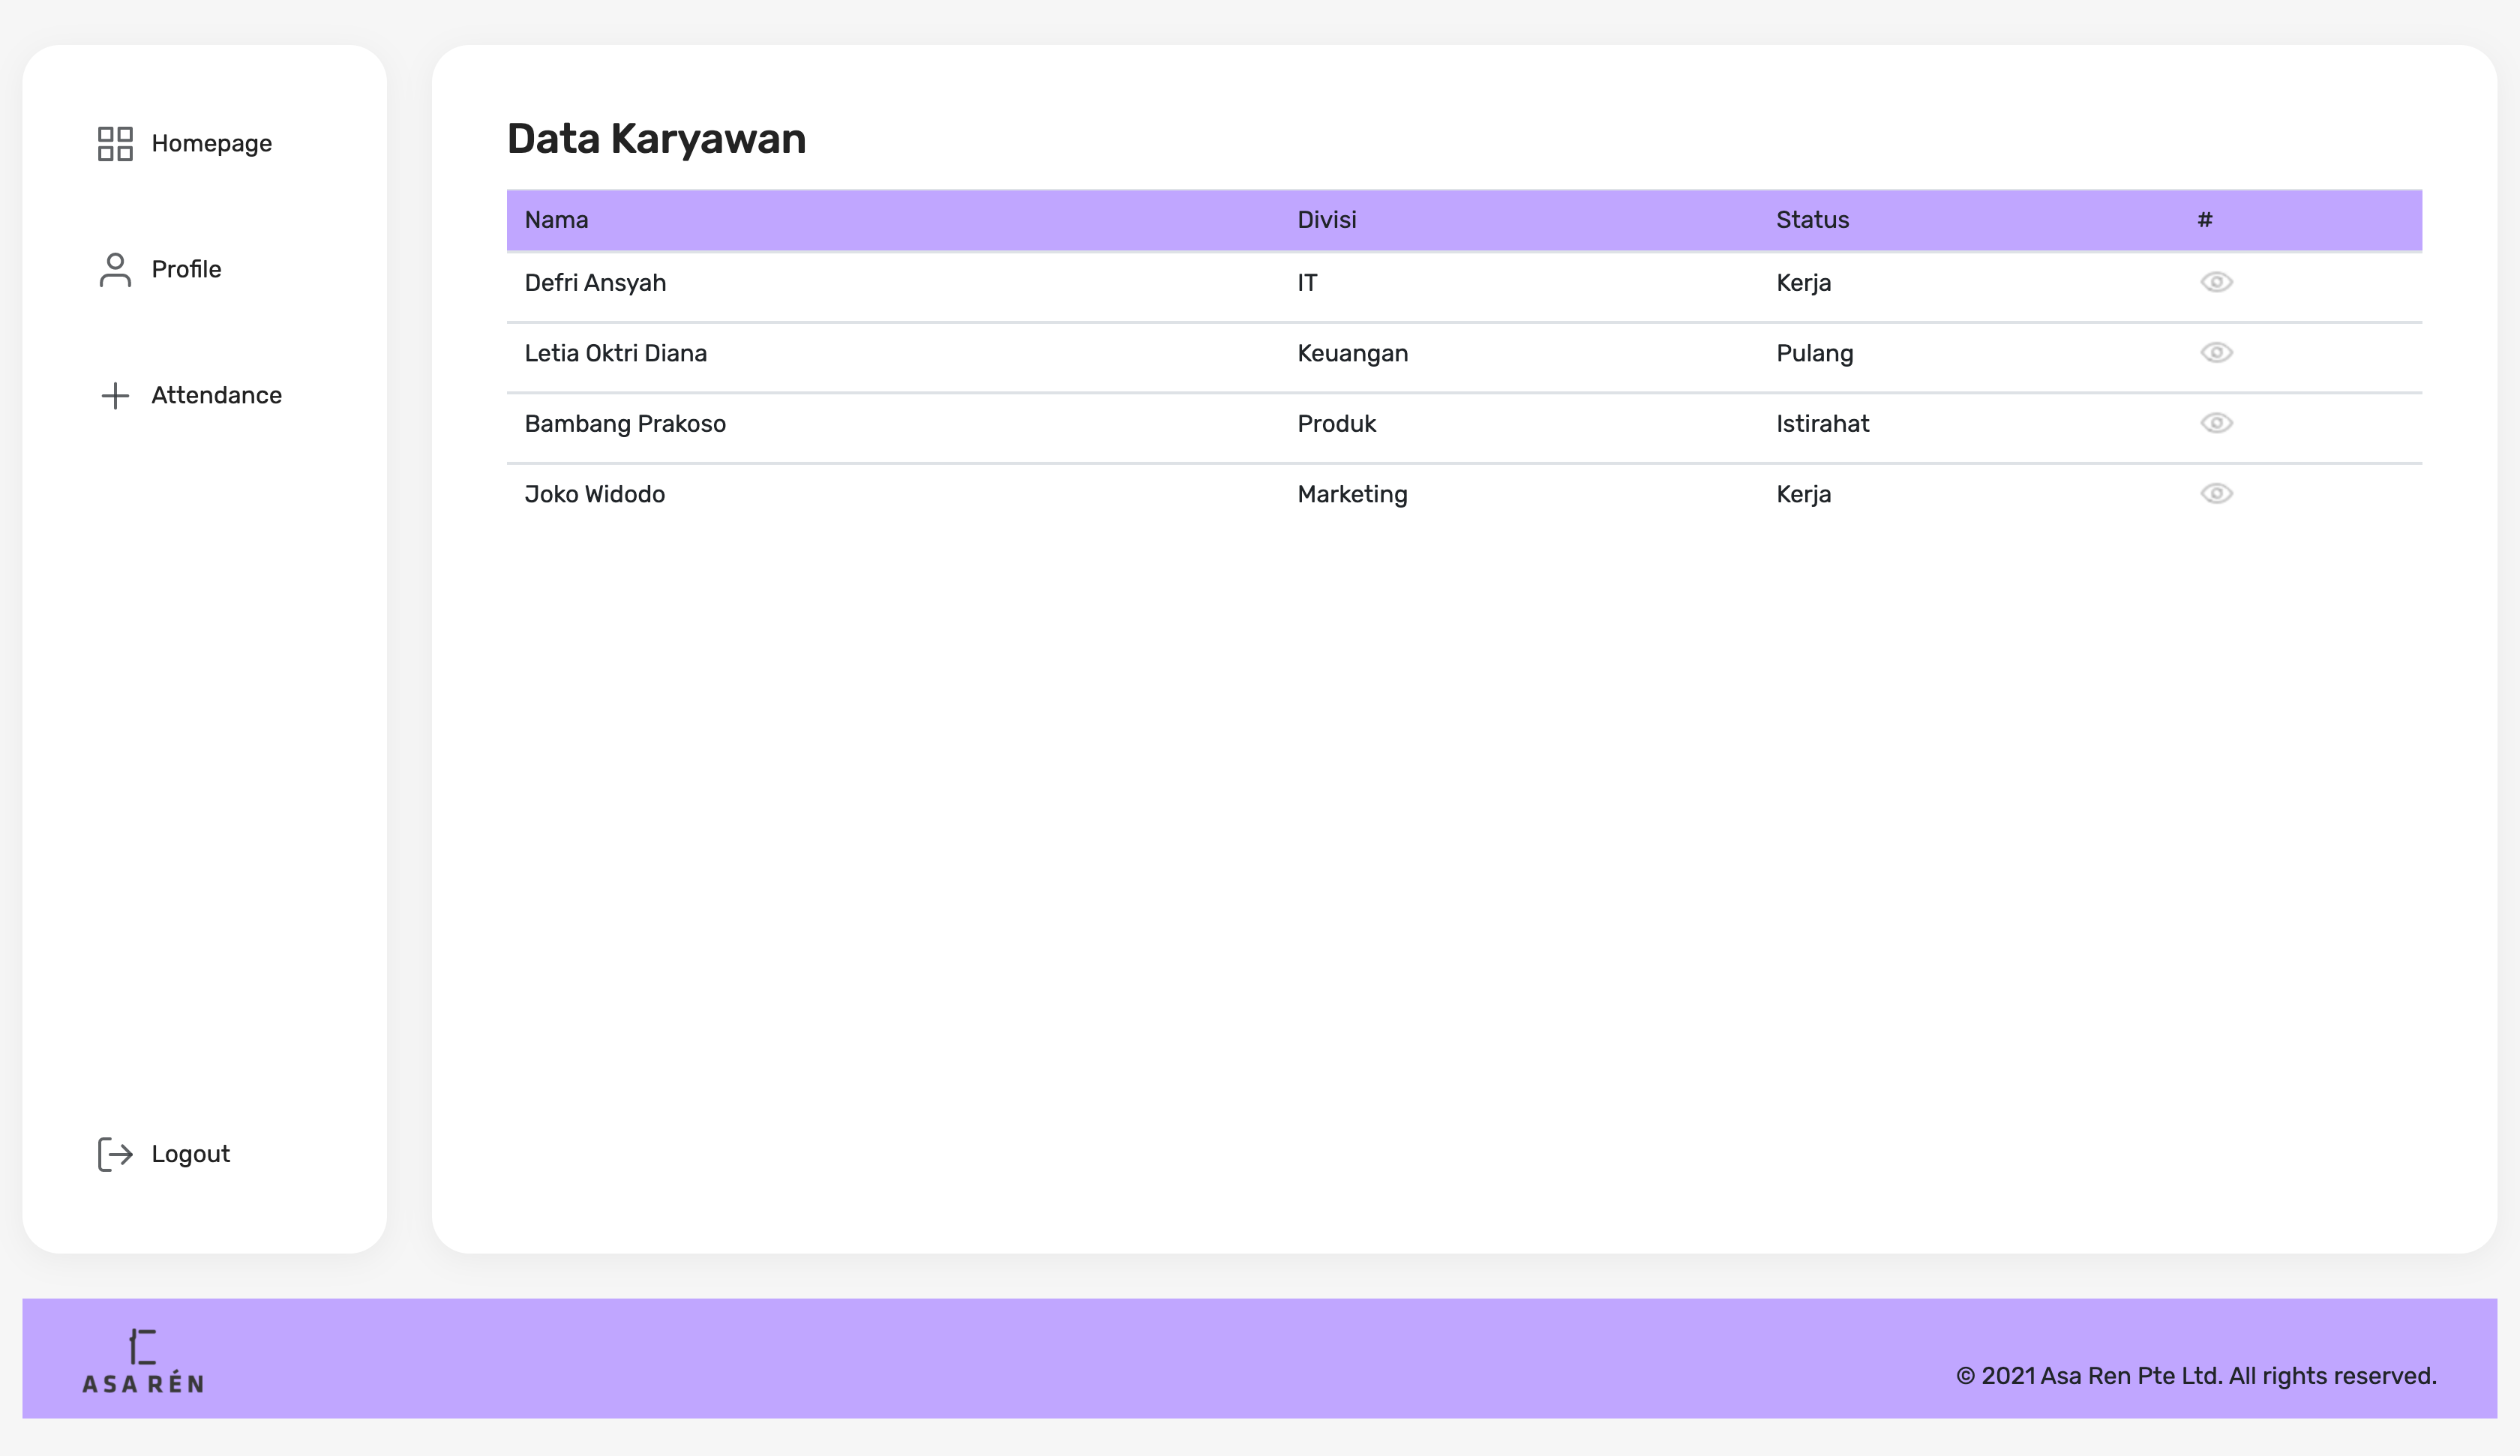 Homepage
Profile
Attendance
Logout
Data Karyawan
Nama Divisi Status #
Defri Ansyah IT Kerja
Letia Oktri Diana Keuangan Pulang
Bambang Prakoso Produk Istirahat
Joko Widodo Marketing Kerja
ASA RÉN
© 2021 Asa Ren Pte Ltd. All rights reserved.